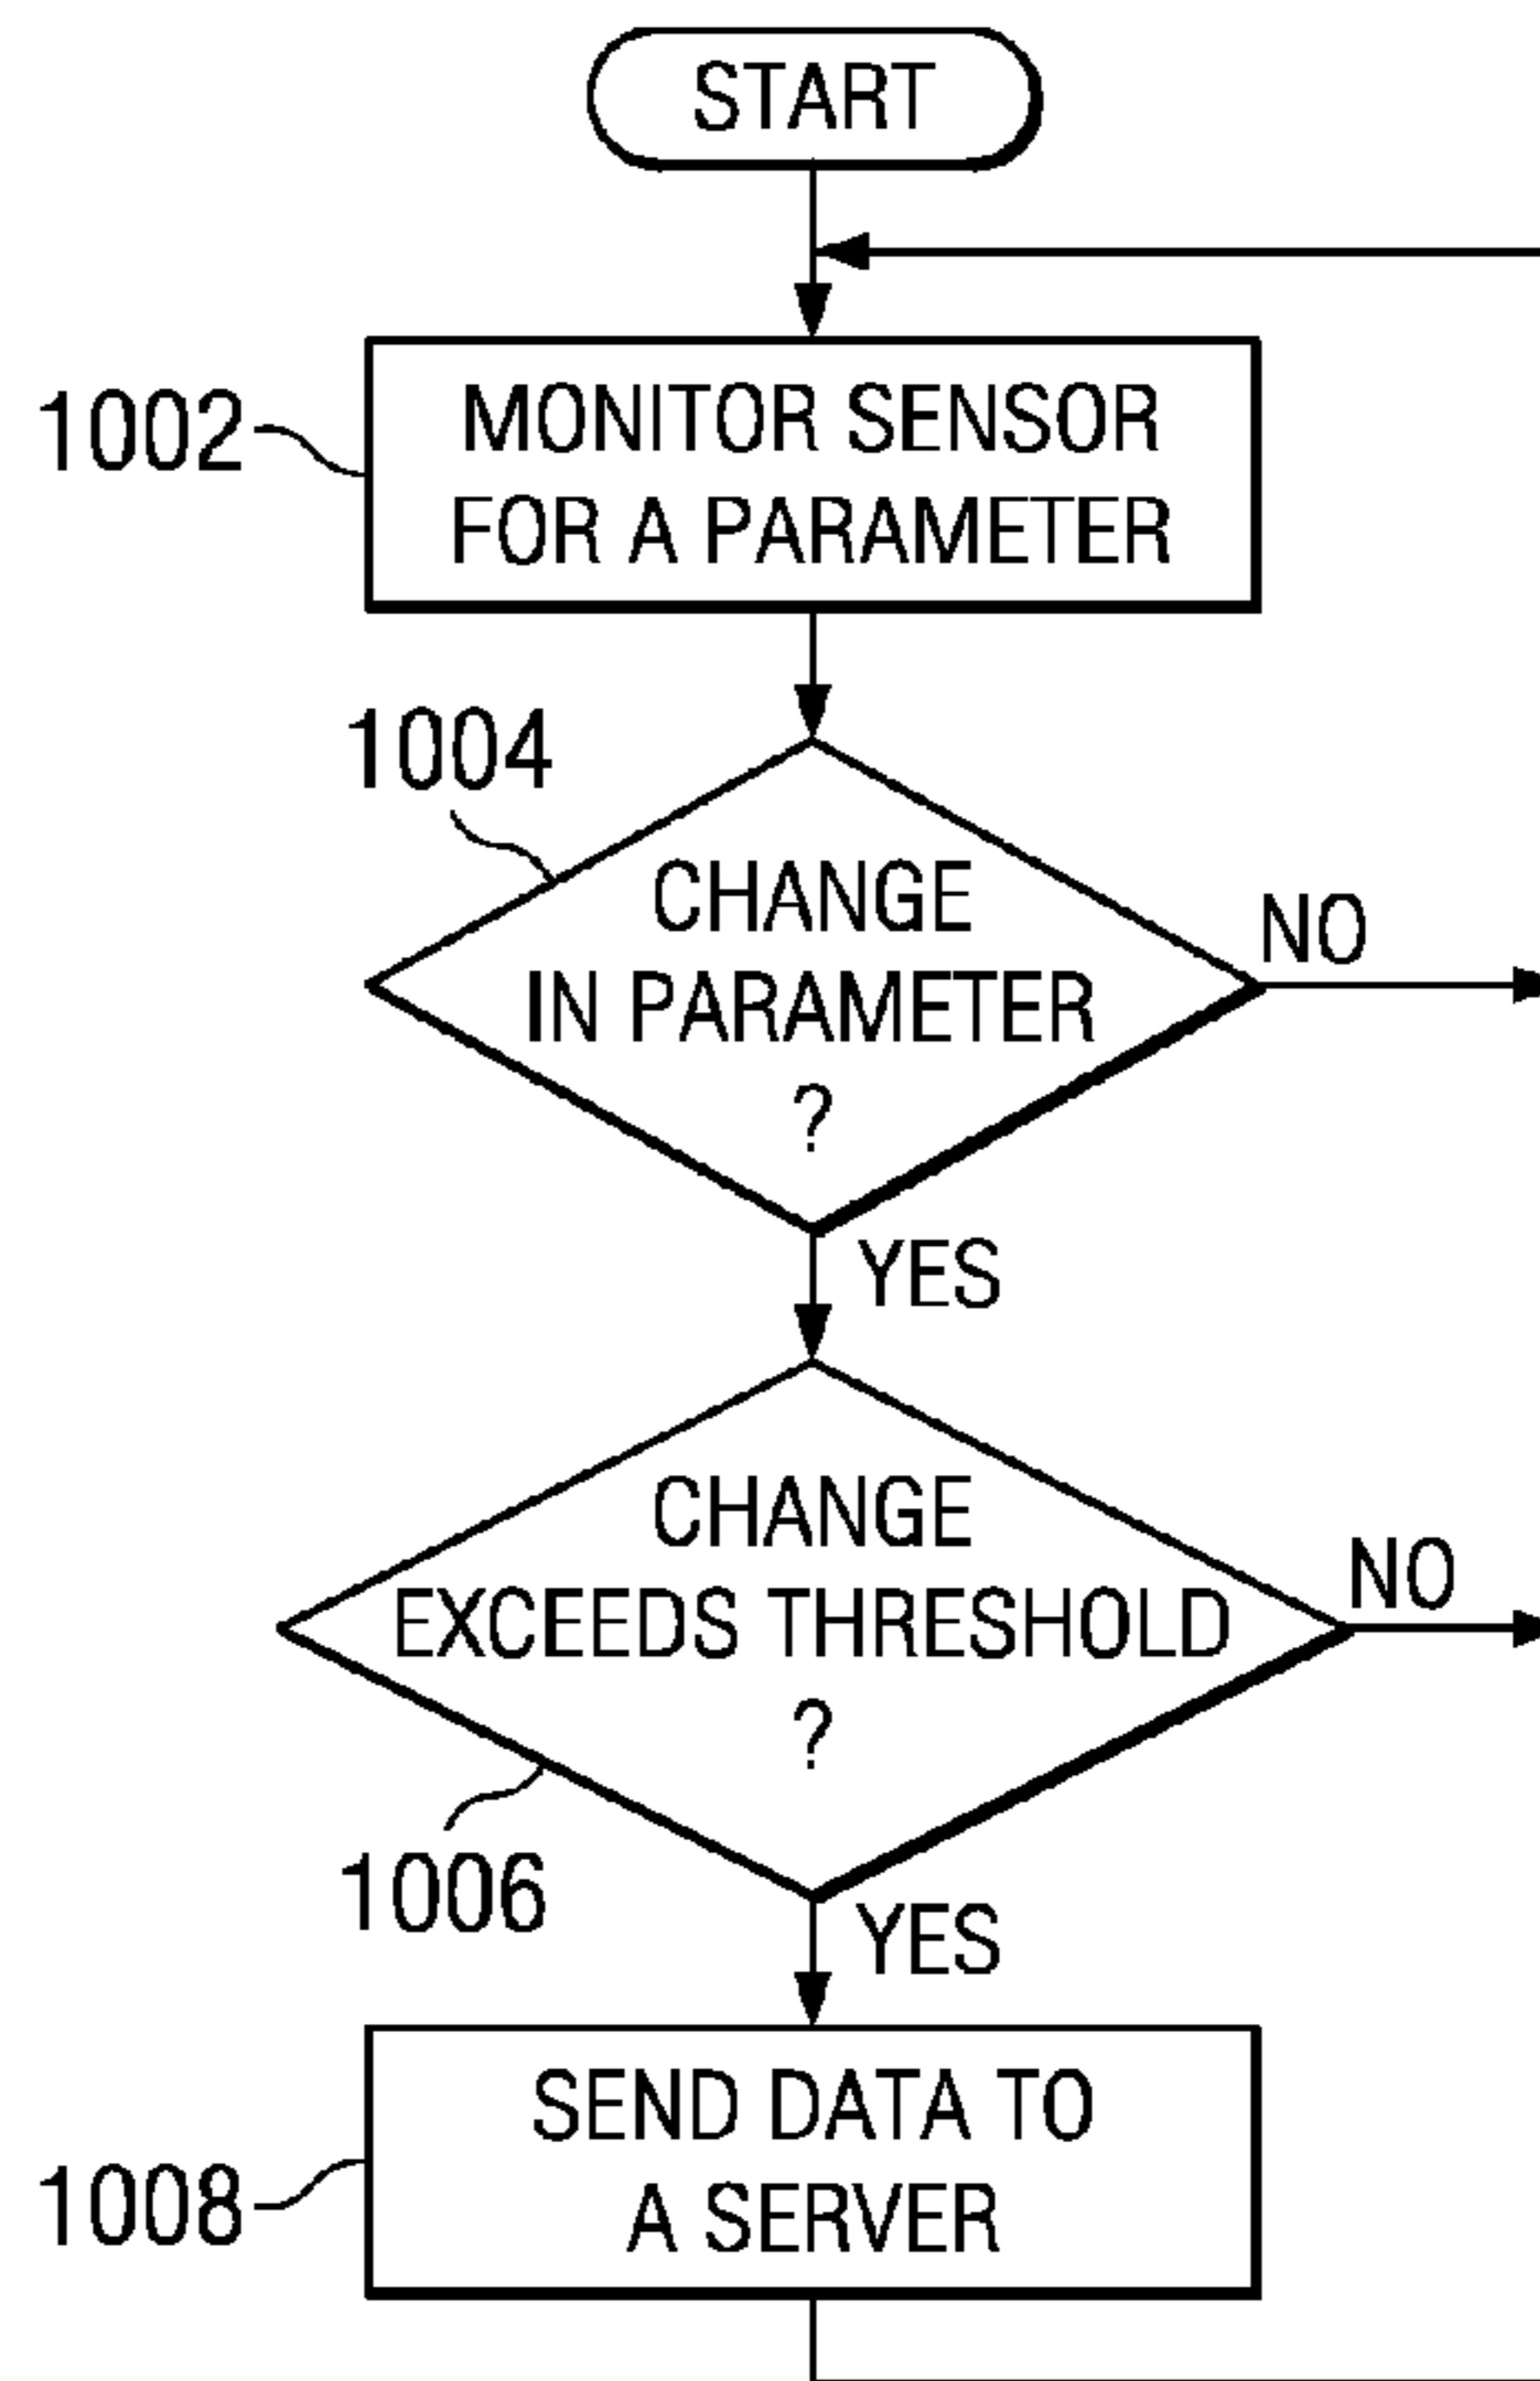 START
1002
MONITOR SENSOR
FOR A PARAMETER
1004
CHANGE
IN PARAMETER
?
NO
YES
CHANGE
EXCEEDS THRESHOLD
?
NO
1006
YES
1008
SEND DATA TO
A SERVER